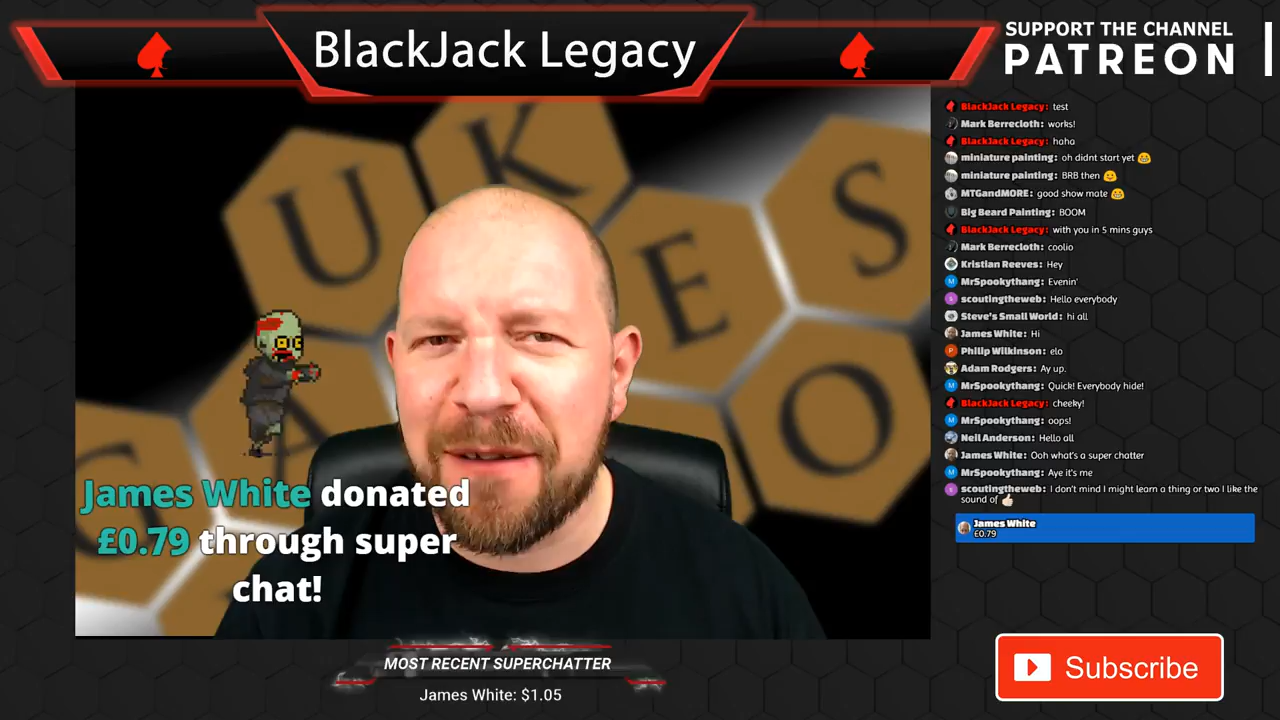 BlackJack Legacy
SUPPORT THE CHANNEL
PATREON
BlackJack Legacy: test
Mark Berrecloth: works!
BlackJack Legacy: haha
miniature painting: oh didnt start yet 😂
miniature painting: BRB then 🙂
MTGandMORE: good show mate 😂
Big Beard Painting: BOOM
BlackJack Legacy: with you in 5 mins guys
Mark Berrecloth: coolio
Kristian Reeves: Hey
MrSpookythang: Evenin'
scoutingtheweb: Hello everybody
Steve's Small World: hi all
James White: Hi
Philip Wilkinson: elo
Adam Rodgers: Ay up.
MrSpookythang: Quick! Everybody hide!
BlackJack Legacy: cheeky!
MrSpookythang: oops!
Neil Anderson: Hello all
James White: Ooh what's a super chatter
MrSpookythang: Aye it's me
scoutingtheweb: I don't mind I might learn a thing or two I like the
sound of 👍🏻
James White
£0.79
U K E S
O
James White donated
£0.79 through super
chat!
MOST RECENT SUPERCHATTER
James White: $1.05
Subscribe